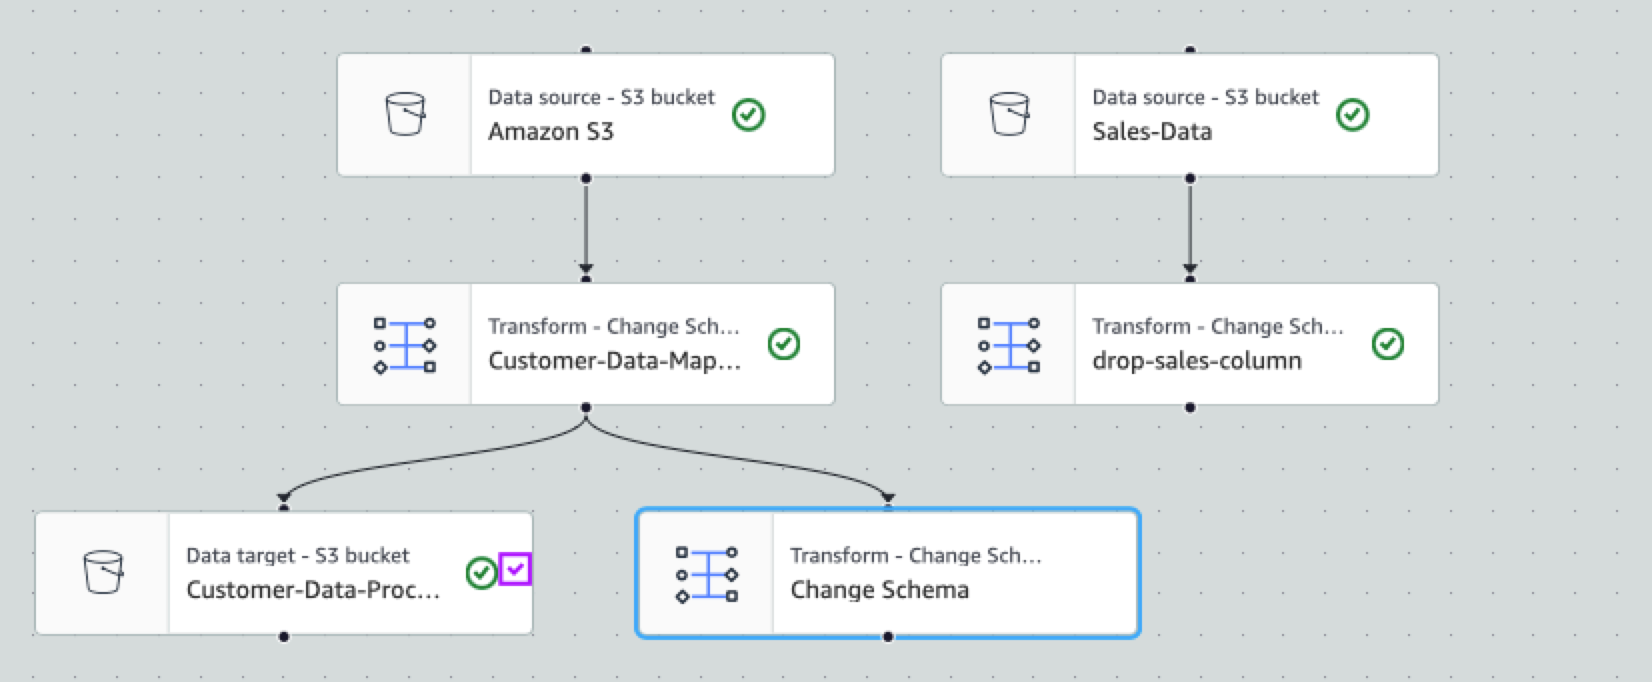 Data source - S3 bucket
Amazon S3
Data source - S3 bucket
Sales-Data
Transform - Change Sch...
Customer-Data-Map...
Transform - Change Sch...
drop-sales-column
Data target - S3 bucket
Customer-Data-Proc...
Transform - Change Sch...
Change Schema